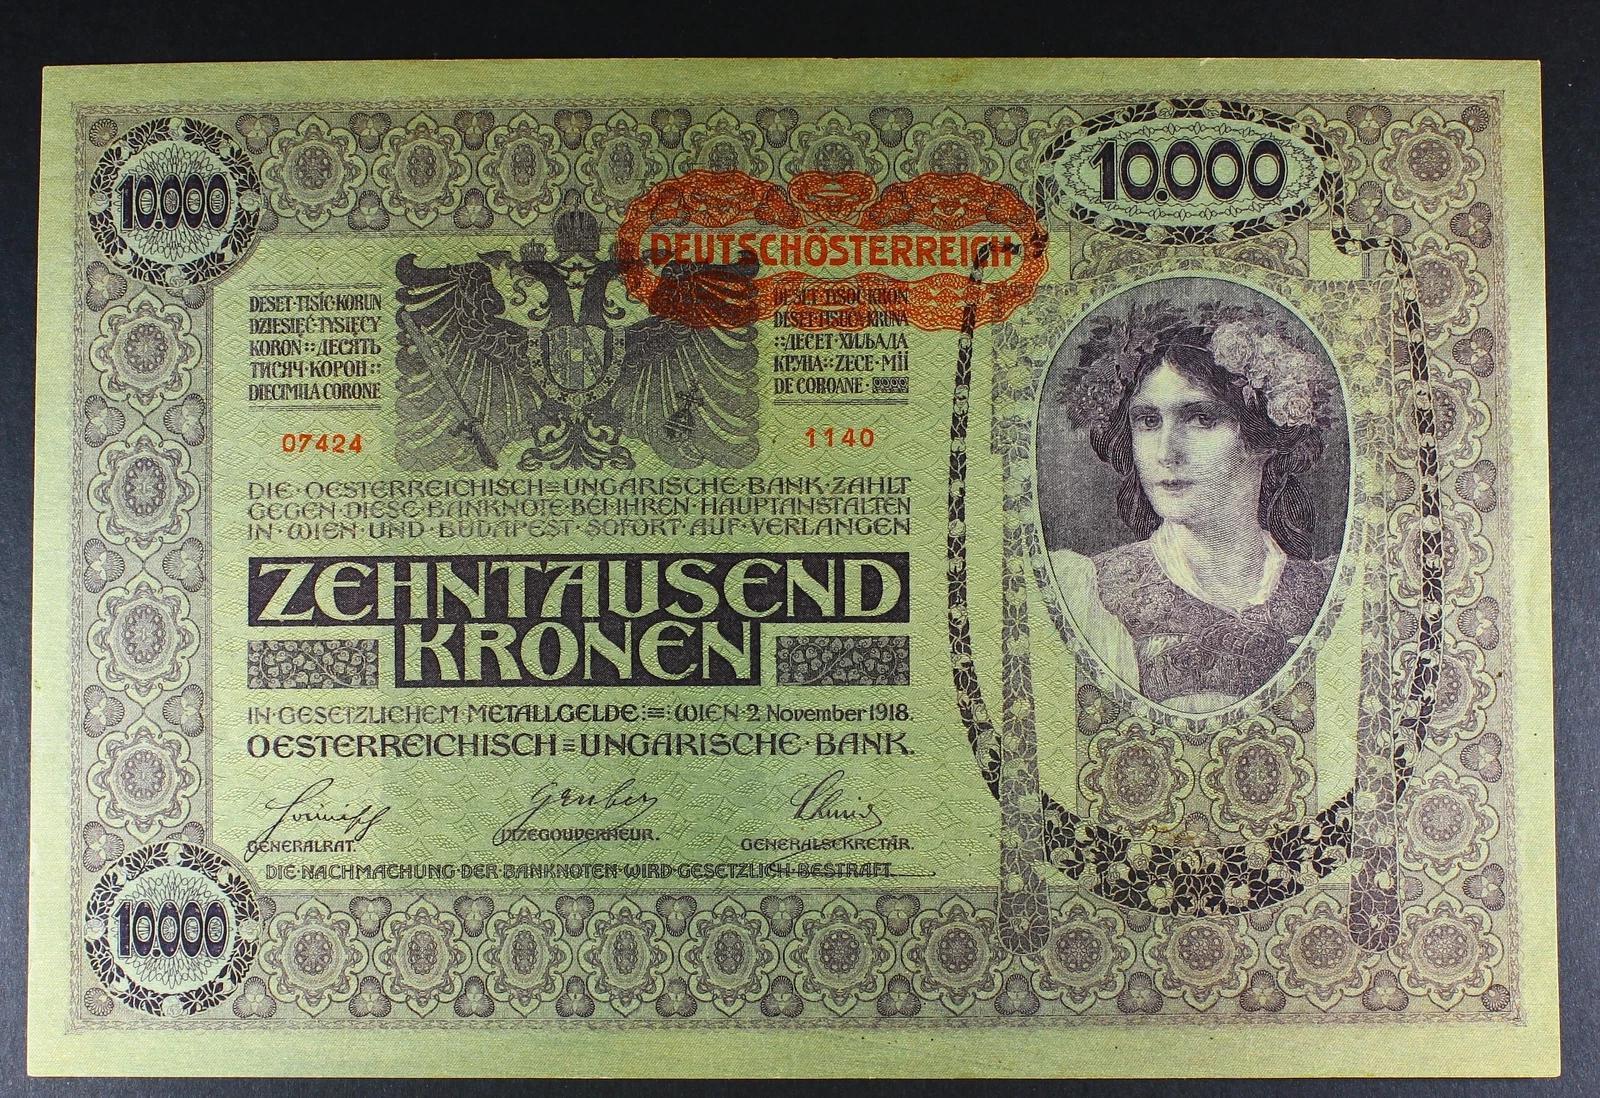 10.000
10.000
DEUTSCHÖSTERREICH
DESET·TISÍC·KORUN
DZIESIĘĆ·TYSIĘCY
KORON::ДЕСЯТЬ
ТИСЯЧ·КОРОН::
DIECIMILA CORONE
DESET·TISOČ·KRON
DESET·TISUĆA·KRUNA
::ДЕСЕТ·ХИЉАДА
КРУНА::ZECE·MII
DE COROANE·
07424
1140
DIE·OESTERREICHISCH=UNGARISCHE·BANK·ZAHLT
GEGEN·DIESE·BANKNOTE·BEI·IHREN·HAUPTANSTALTEN
IN·WIEN·UND·BUDAPEST·SOFORT·AUF·VERLANGEN
ZEHNTAUSEND
KRONEN
IN·GESETZLICHEM·METALLGELDE:=:WIEN·2·November·1918.
OESTERREICHISCH=UNGARISCHE·BANK.
Gruber
GENERALRAT.
VIZEGOUVERNEUR.
GENERALSEKRETÄR.
DIE·NACHMACHUNG·DER·BANKNOTEN·WIRD·GESETZLICH·BESTRAFT.
10.000